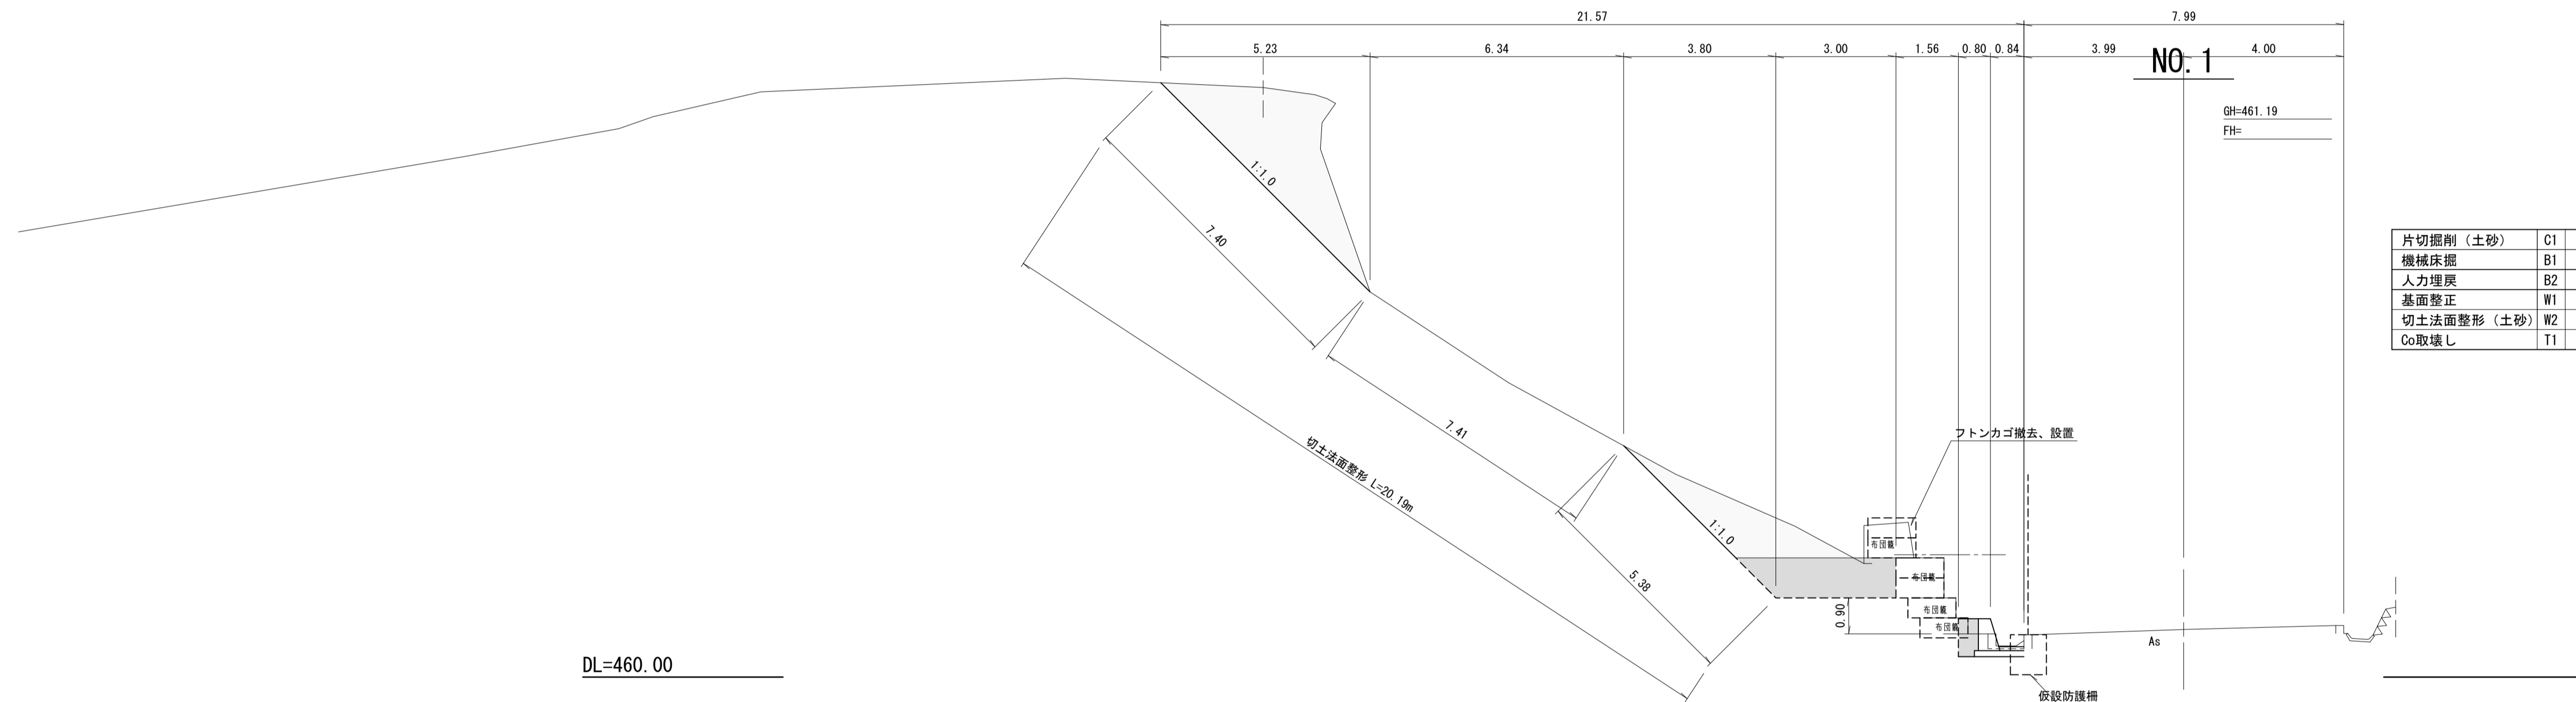 21.57
7.99
5.23
6.34
3.80
3.00
1.56
0.80
0.84
3.99
4.00
NO.1
GH=461.19
FH=
1:1.0
7.40
片切掘削（土砂） C1
機械床掘 B1
人力埋戻 B2
基面整正 W1
切土法面整形（土砂） W2
Co取壊し T1
7.41
切土法面整形 L=20.19m
フトンカゴ撤去、設置
1:1.0
布団籠
布団籠
5.38
0.90
布団籠
布団籠
As
DL=460.00
仮設防護柵